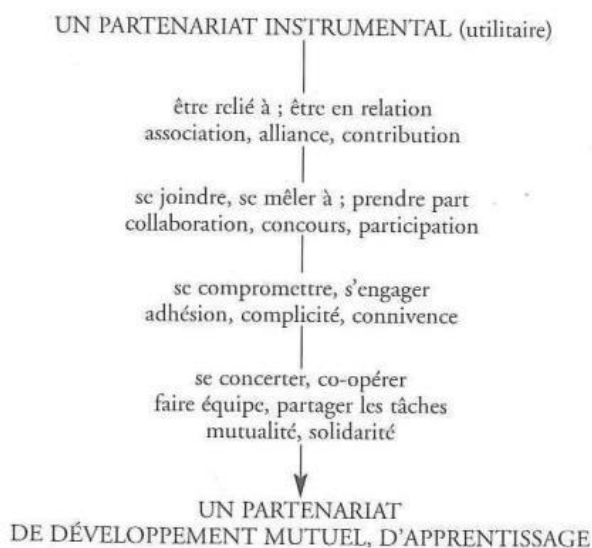 UN PARTENARIAT INSTRUMENTAL (utilitaire)
être relié à ; être en relation
association, alliance, contribution
se joindre, se mêler à ; prendre part
collaboration, concours, participation
se compromettre, s'engager
adhésion, complicité, connivence
se concerter, co-opérer
faire équipe, partager les tâches
mutualité, solidarité
UN PARTENARIAT
DE DÉVELOPPEMENT MUTUEL, D'APPRENTISSAGE